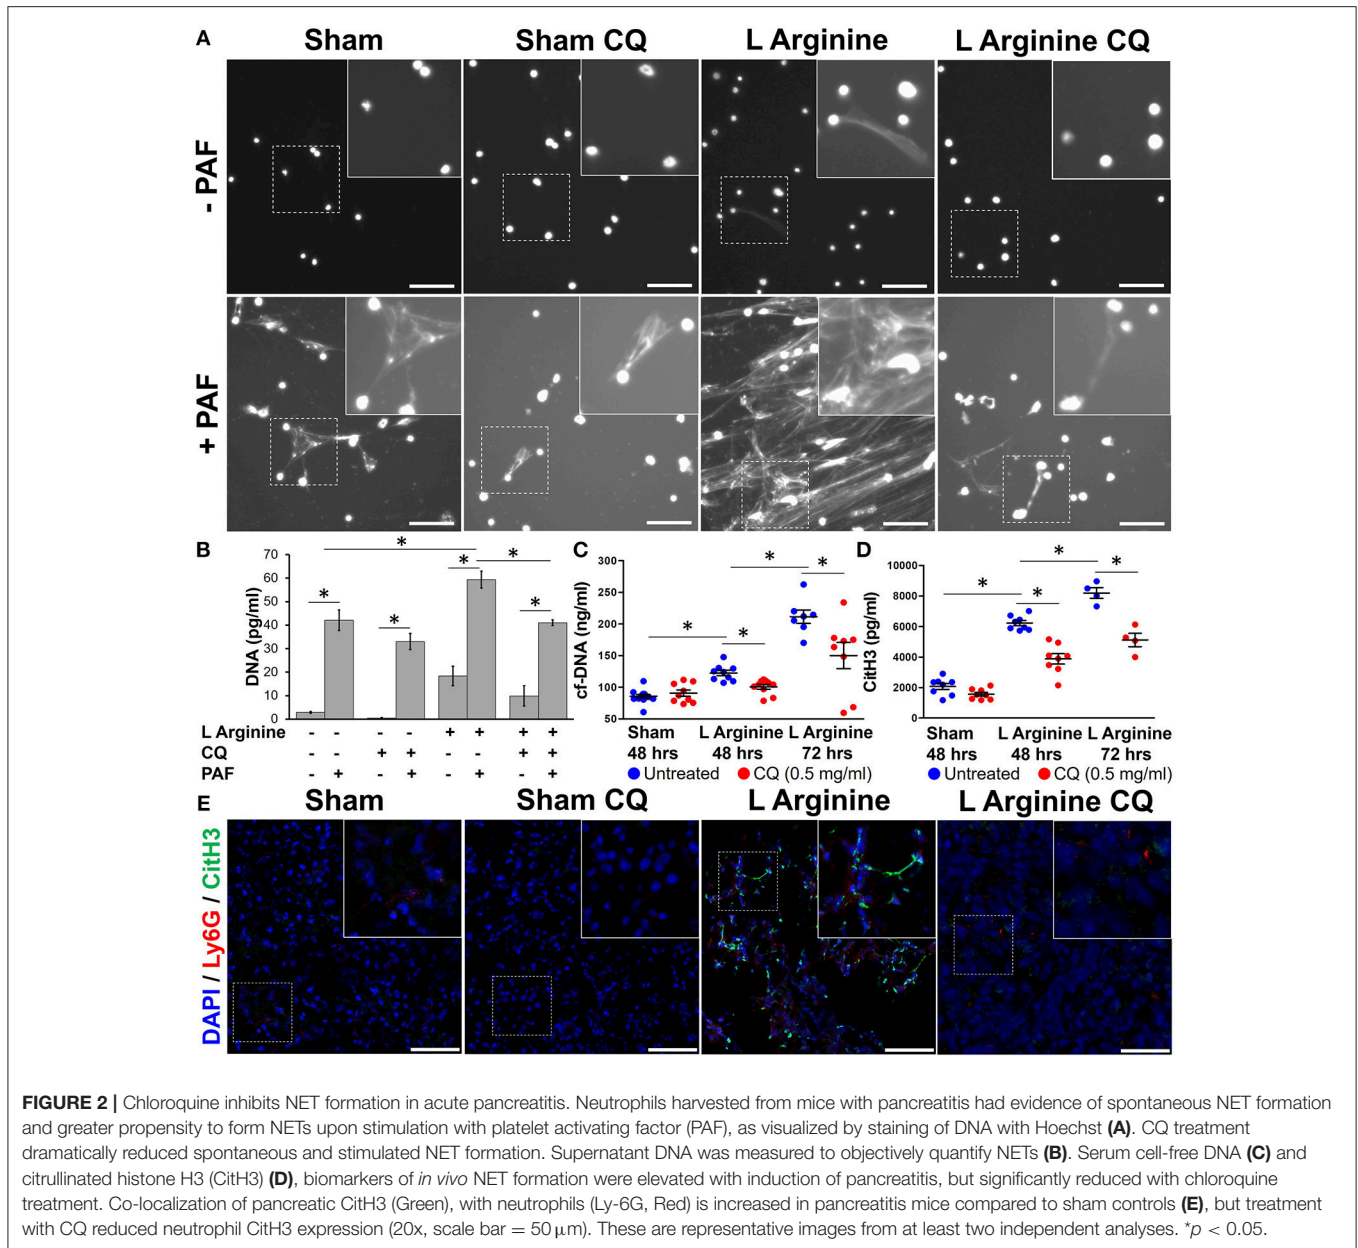 A
Sham
Sham CQ
L Arginine
L Arginine CQ
- PAF
+ PAF
B
DNA (pg/ml)
70
60
50
40
30
20
10
0
* * * * * * *
L Arginine - - - - + + + +
CQ - - + + - - + +
PAF - + - + - + - +
C
cf-DNA (ng/ml)
300
250
200
150
100
50
* * * *
Sham L Arginine L Arginine
48 hrs 48 hrs 72 hrs
Untreated CQ (0.5 mg/ml)
D
CitH3 (pg/ml)
10000
8000
6000
4000
2000
0
* * * *
Sham L Arginine L Arginine
48 hrs 48 hrs 72 hrs
Untreated CQ (0.5 mg/ml)
E
Sham
Sham CQ
L Arginine
L Arginine CQ
DAPI / Ly6G / CitH3
FIGURE 2 | Chloroquine inhibits NET formation in acute pancreatitis. Neutrophils harvested from mice with pancreatitis had evidence of spontaneous NET formation
and greater propensity to form NETs upon stimulation with platelet activating factor (PAF), as visualized by staining of DNA with Hoechst (A). CQ treatment
dramatically reduced spontaneous and stimulated NET formation. Supernatant DNA was measured to objectively quantify NETs (B). Serum cell-free DNA (C) and
citrullinated histone H3 (CitH3) (D), biomarkers of in vivo NET formation were elevated with induction of pancreatitis, but significantly reduced with chloroquine
treatment. Co-localization of pancreatic CitH3 (Green), with neutrophils (Ly-6G, Red) is increased in pancreatitis mice compared to sham controls (E), but treatment
with CQ reduced neutrophil CitH3 expression (20x, scale bar = 50 μm). These are representative images from at least two independent analyses. *p < 0.05.